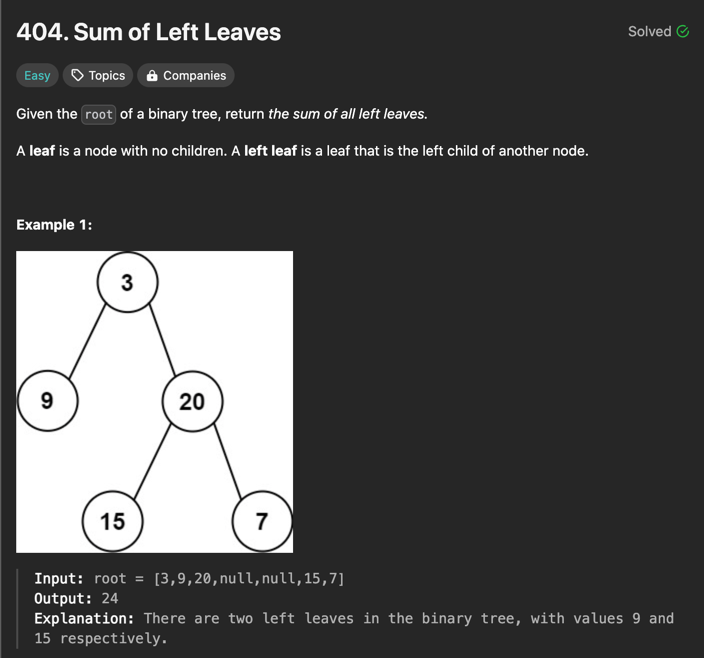 404. Sum of Left Leaves
Solved
Easy
Topics
Companies
Given the root of a binary tree, return the sum of all left leaves.
A leaf is a node with no children. A left leaf is a leaf that is the left child of another node.
Example 1:
3
9
20
15
7
Input: root = [3,9,20,null,null,15,7]
Output: 24
Explanation: There are two left leaves in the binary tree, with values 9 and
15 respectively.